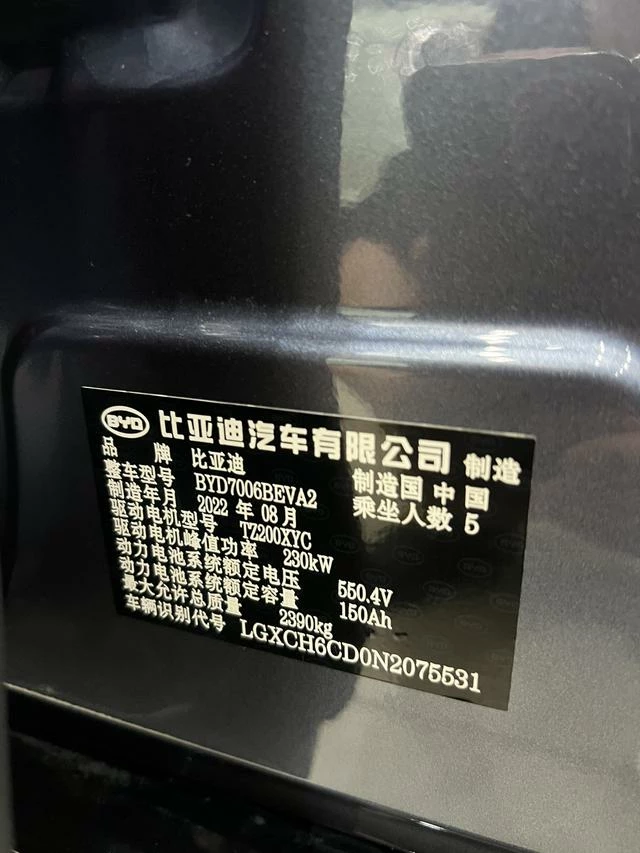 BYD 比亚迪汽车有限公司 制造
品牌 比亚迪 制造国 中国
整车型号 BYD7006BEVA2 乘坐人数 5
制造年月 2022 年 08 月
驱动电机型号 TZ200XYC
驱动电机峰值功率 230kW
动力电池系统额定电压 550.4V
动力电池系统额定容量 150Ah
最大允许总质量 2390kg
车辆识别代号 LGXCH6CD0N2075531